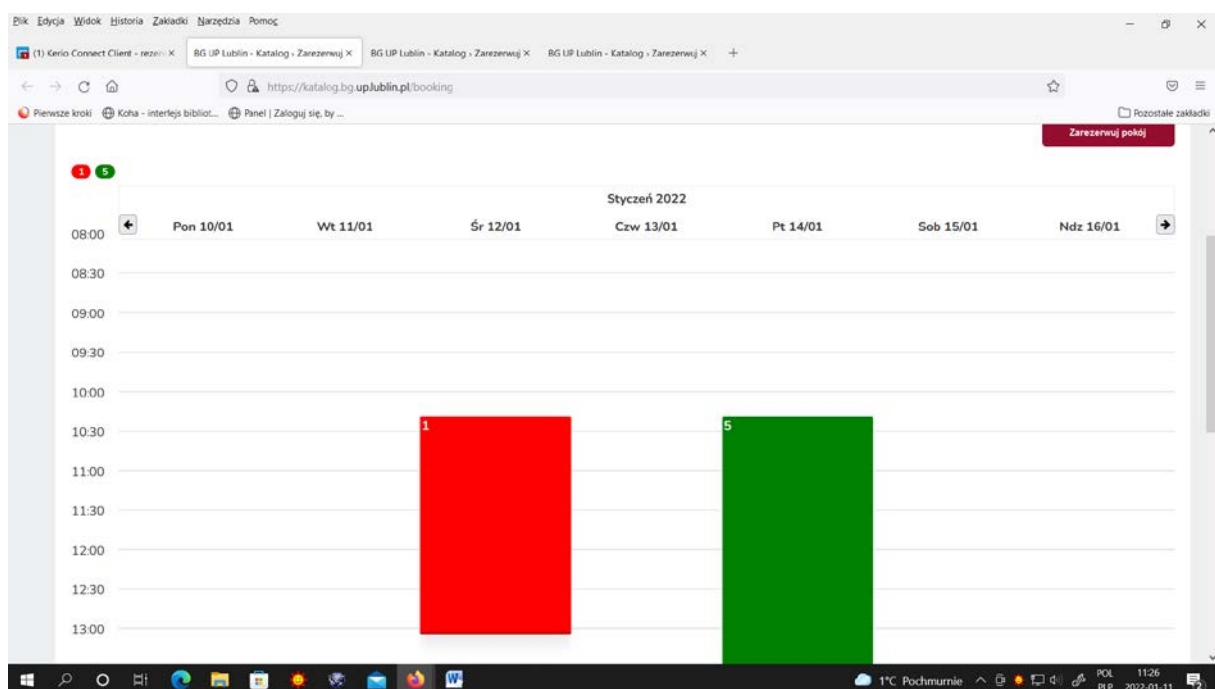 Plik Edycja Widok Historia Zakładki Narzędzia Pomoc
(1) Kerio Connect Client - rezer × BG UP Lublin - Katalog › Zarezerwuj × BG UP Lublin - Katalog › Zarezerwuj × BG UP Lublin - Katalog › Zarezerwuj × +
https://katalog.bg.up.lublin.pl/booking
Pierwsze kroki Koha - interfejs bibliot... Panel | Zaloguj się, by ... Pozostałe zakładki
Zarezerwuj pokój
1 5
Styczeń 2022
08:00 Pon 10/01 Wt 11/01 Śr 12/01 Czw 13/01 Pt 14/01 Sob 15/01 Ndz 16/01
08:30
09:00
09:30
10:00
1 5
10:30
11:00
11:30
12:00
12:30
13:00
1°C Pochmurnie POL 11:26
PLP 2022-01-11